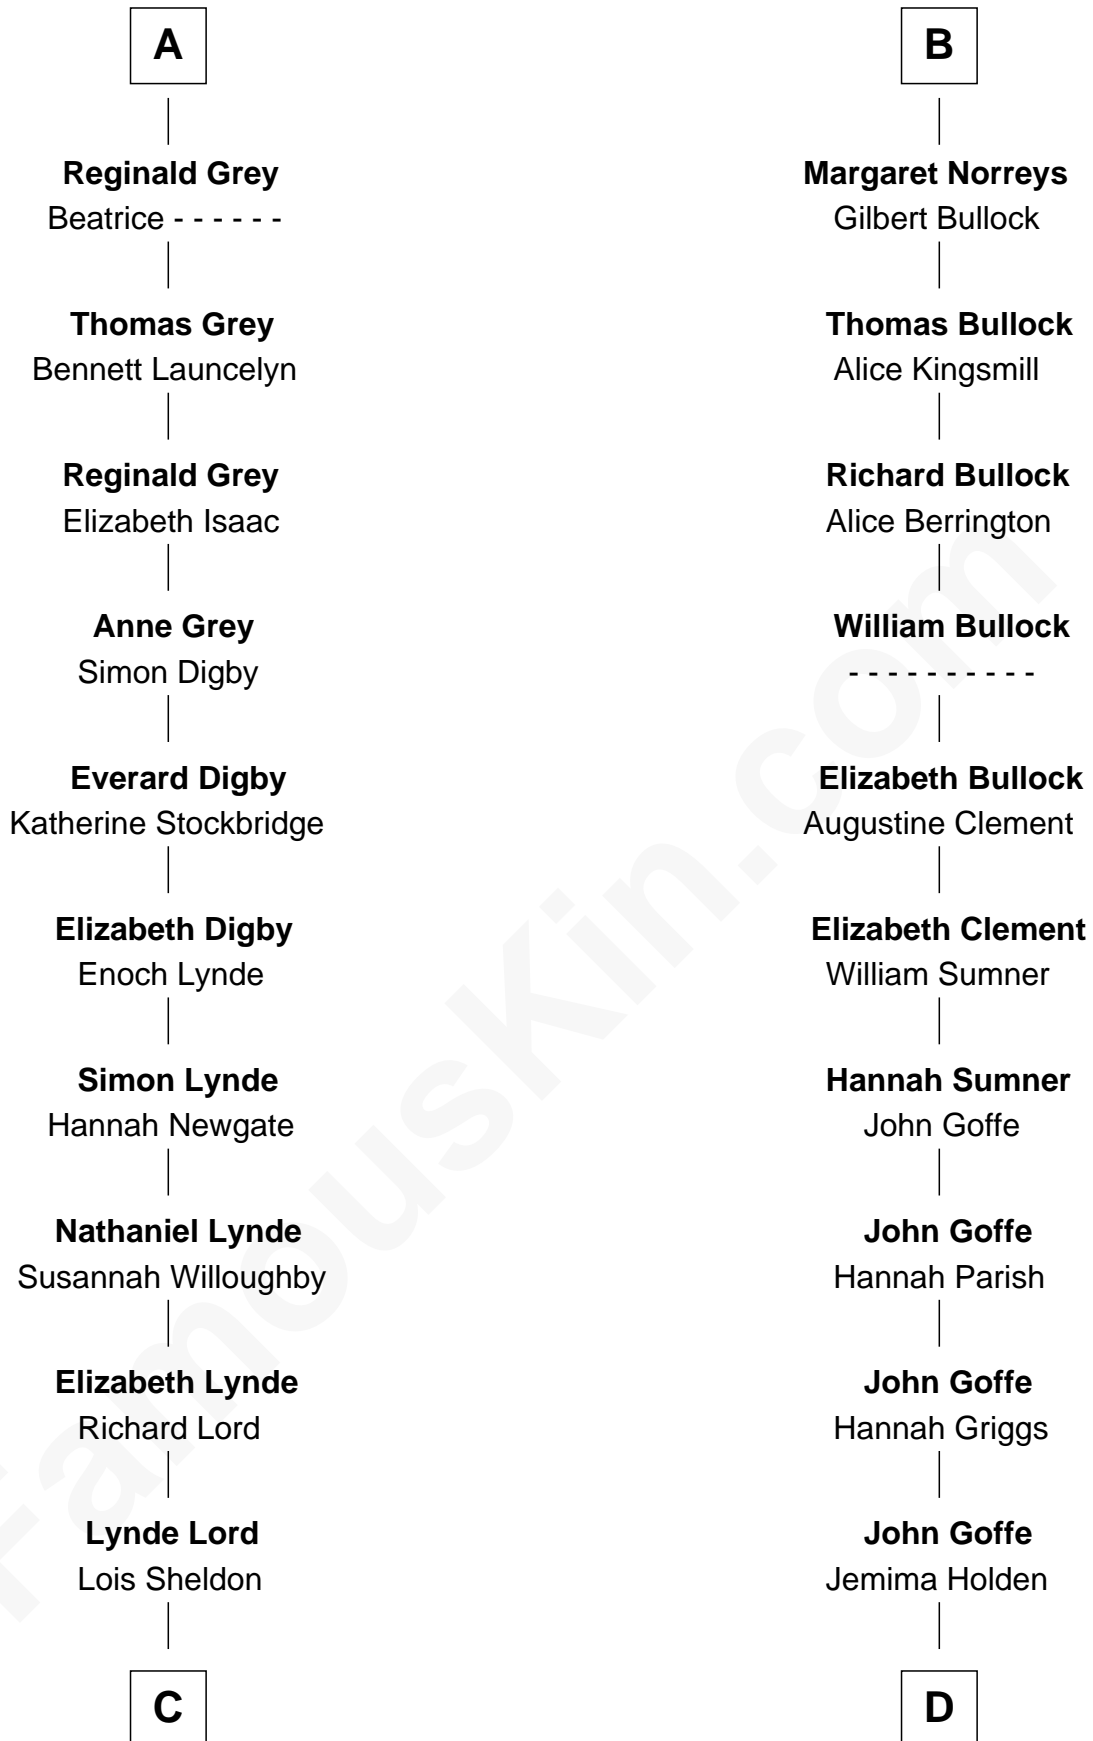 A
Reginald Grey
Beatrice - - - - - -
Thomas Grey
Bennett Launcelyn
Reginald Grey
Elizabeth Isaac
Anne Grey
Simon Digby
Everard Digby
Katherine Stockbridge
Elizabeth Digby
Enoch Lynde
Simon Lynde
Hannah Newgate
Nathaniel Lynde
Susannah Willoughby
Elizabeth Lynde
Richard Lord
Lynde Lord
Lois Sheldon
C
B
Margaret Norreys
Gilbert Bullock
Thomas Bullock
Alice Kingsmill
Richard Bullock
Alice Berrington
William Bullock
- - - - - - - - - -
Elizabeth Bullock
Augustine Clement
Elizabeth Clement
William Sumner
Hannah Sumner
John Goffe
John Goffe
Hannah Parish
John Goffe
Hannah Griggs
John Goffe
Jemima Holden
D
FamousKin.com